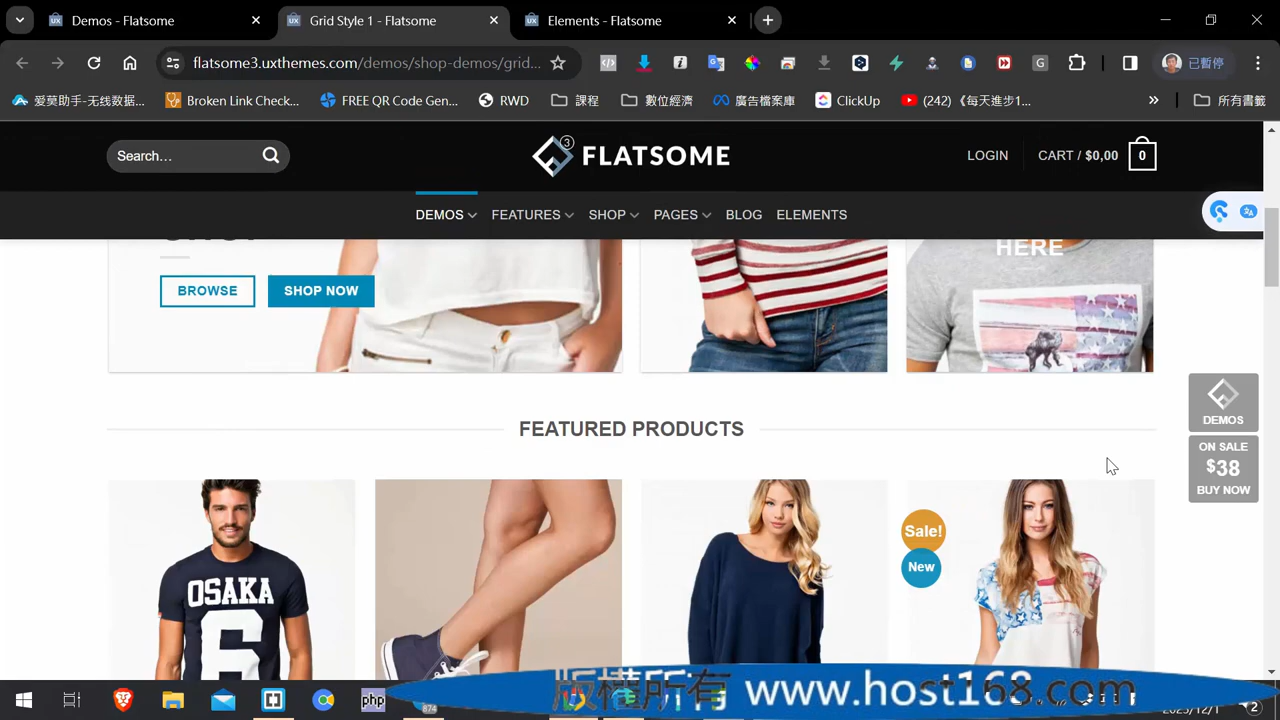 Demos - Flatsome
Grid Style 1 - Flatsome
Elements - Flatsome
flatsome3.uxthemes.com/demos/shop-demos/grid...
已暫停
爱莫助手-无线数据...
Broken Link Check...
FREE QR Code Gen...
RWD
課程
數位經濟
廣告檔案庫
ClickUp
(242) 《每天進步1...
所有書籤
Search...
3
FLATSOME
LOGIN
CART / $0,00
0
DEMOS
FEATURES
SHOP
PAGES
BLOG
ELEMENTS
HERE
BROWSE
SHOP NOW
DEMOS
FEATURED PRODUCTS
ON SALE
$38
BUY NOW
Sale!
New
OSAKA
6
php
874
版權所有 www.host168.com
2